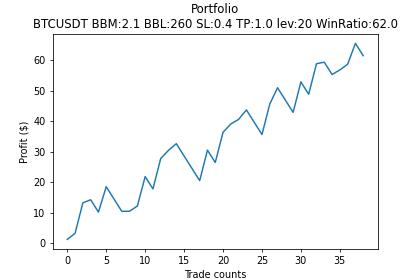 Portfolio
BTCUSDT BBM:2.1 BBL:260 SL:0.4 TP:1.0 lev:20 WinRatio:62.0
60
50
40
30
20
10
0
Profit ($)
0 5 10 15 20 25 30 35
Trade counts